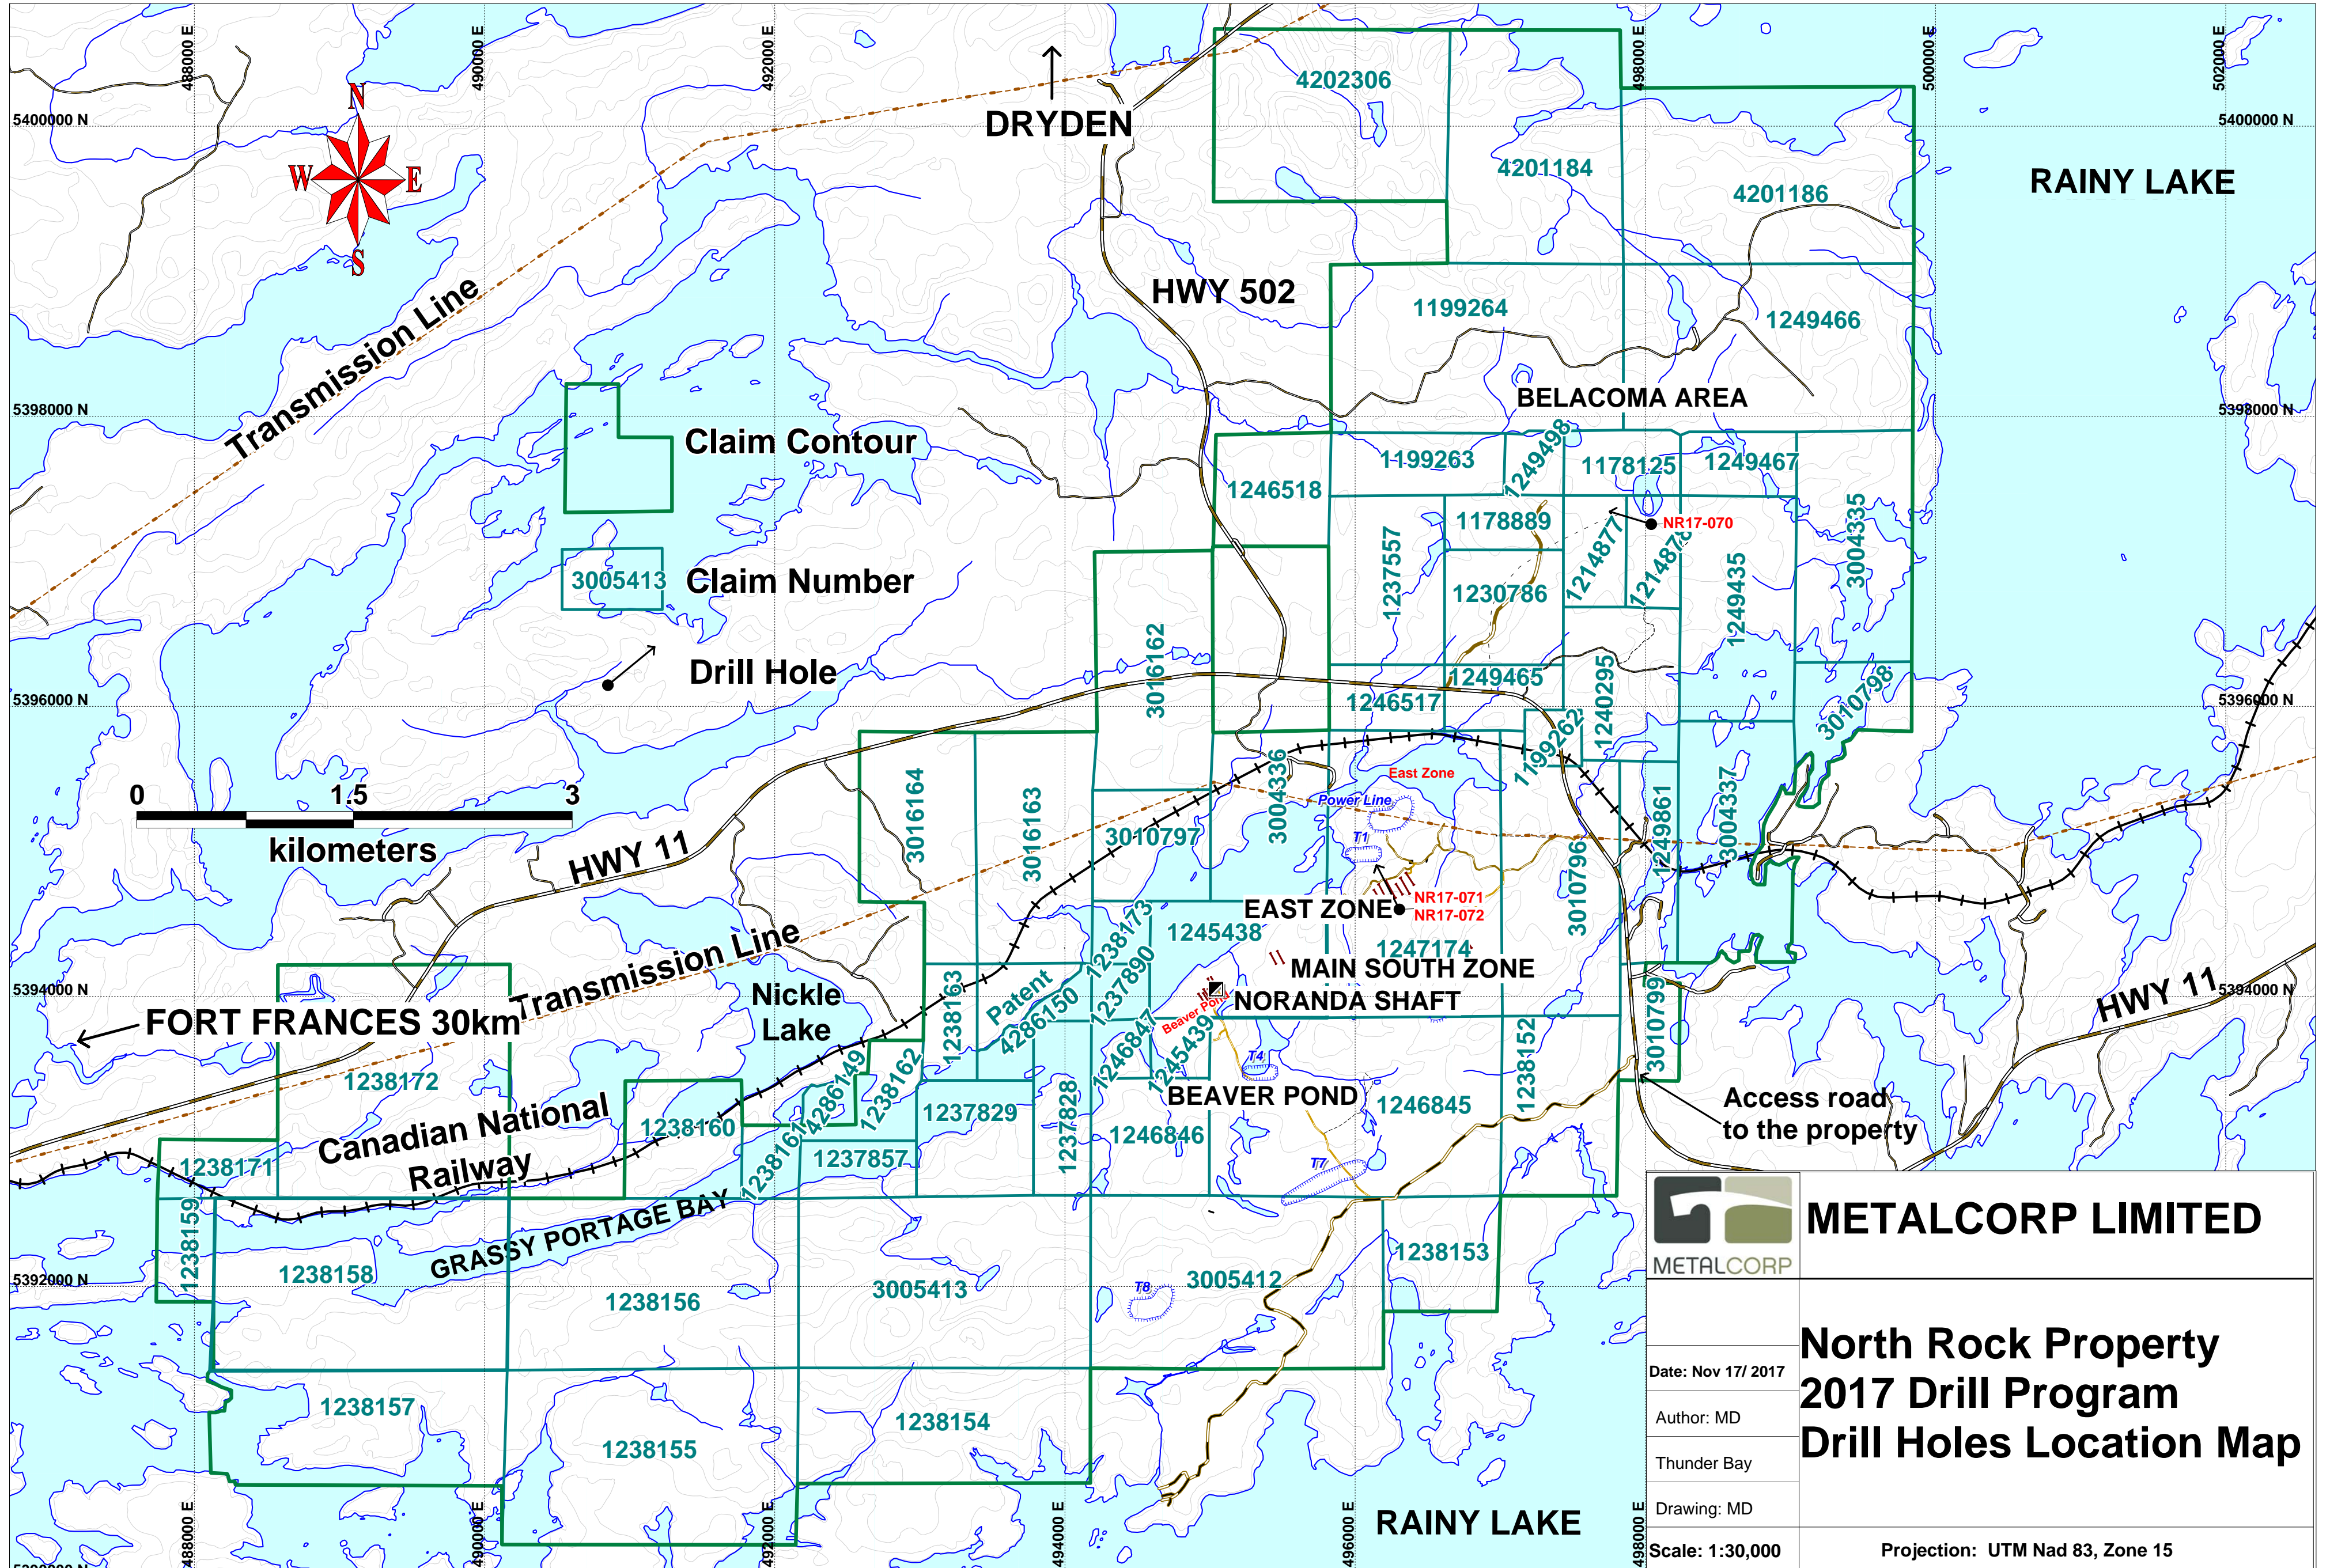 488000 E
490000 E
492000 E
498000 E
500000 E
502000 E
N
W
E
S
5400000 N
5400000 N
DRYDEN
4202306
4201184
4201186
RAINY LAKE
HWY 502
Transmission Line
1199264
1249466
BELACOMA AREA
5398000 N
5398000 N
Claim Contour
1246518
1199263
1249498
1178125
1249467
3004335
1178889
1214877
1214878
NR17-070
1237557
1230786
1249435
3005413
Claim Number
3016162
Drill Hole
1249465
1246517
1240295
1199262
3010798
5396000 N
5396000 N
0
1.5
3
kilometers
HWY 11
3016164
3016163
3010797
3004336
East Zone
Power Line
T1
3010796
1249861
3004337
EAST ZONE
NR17-071
NR17-072
1247174
1245438
1238173
1237890
MAIN SOUTH ZONE
NORANDA SHAFT
Beaver Pond
Transmission Line
Nickle
Lake
1238163
Patent
4286150
5394000 N
5394000 N
FORT FRANCES 30km
HWY 11
1238172
1246847
1245439
T4
BEAVER POND
1238152
3010799
Access road
to the property
Canadian National
Railway
1238160
1238161
4286149
1238162
1237829
1237828
1237857
1246846
1246845
T7
1238171
1238159
GRASSY PORTAGE BAY
1238158
1238156
3005413
T8
3005412
1238153
5392000 N
1238157
1238155
1238154
RAINY LAKE
488000 E
490000 E
492000 E
494000 E
496000 E
498000 E
METALCORP
METALCORP LIMITED
North Rock Property
2017 Drill Program
Drill Holes Location Map
Date: Nov 17/ 2017
Author: MD
Thunder Bay
Drawing: MD
Scale: 1:30,000
Projection: UTM Nad 83, Zone 15